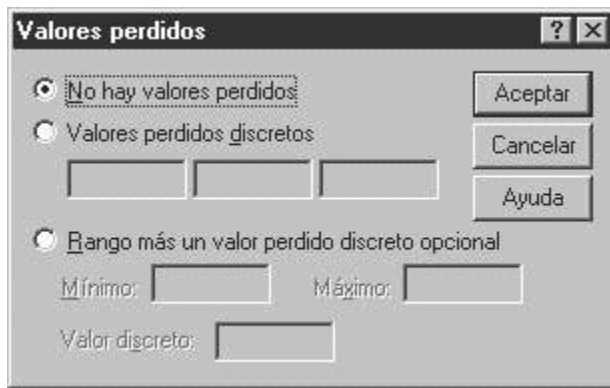 Valores perdidos
No hay valores perdidos
Aceptar
Valores perdidos discretos
Cancelar
Ayuda
Rango más un valor perdido discreto opcional
Mínimo: Máximo:
Valor discreto: